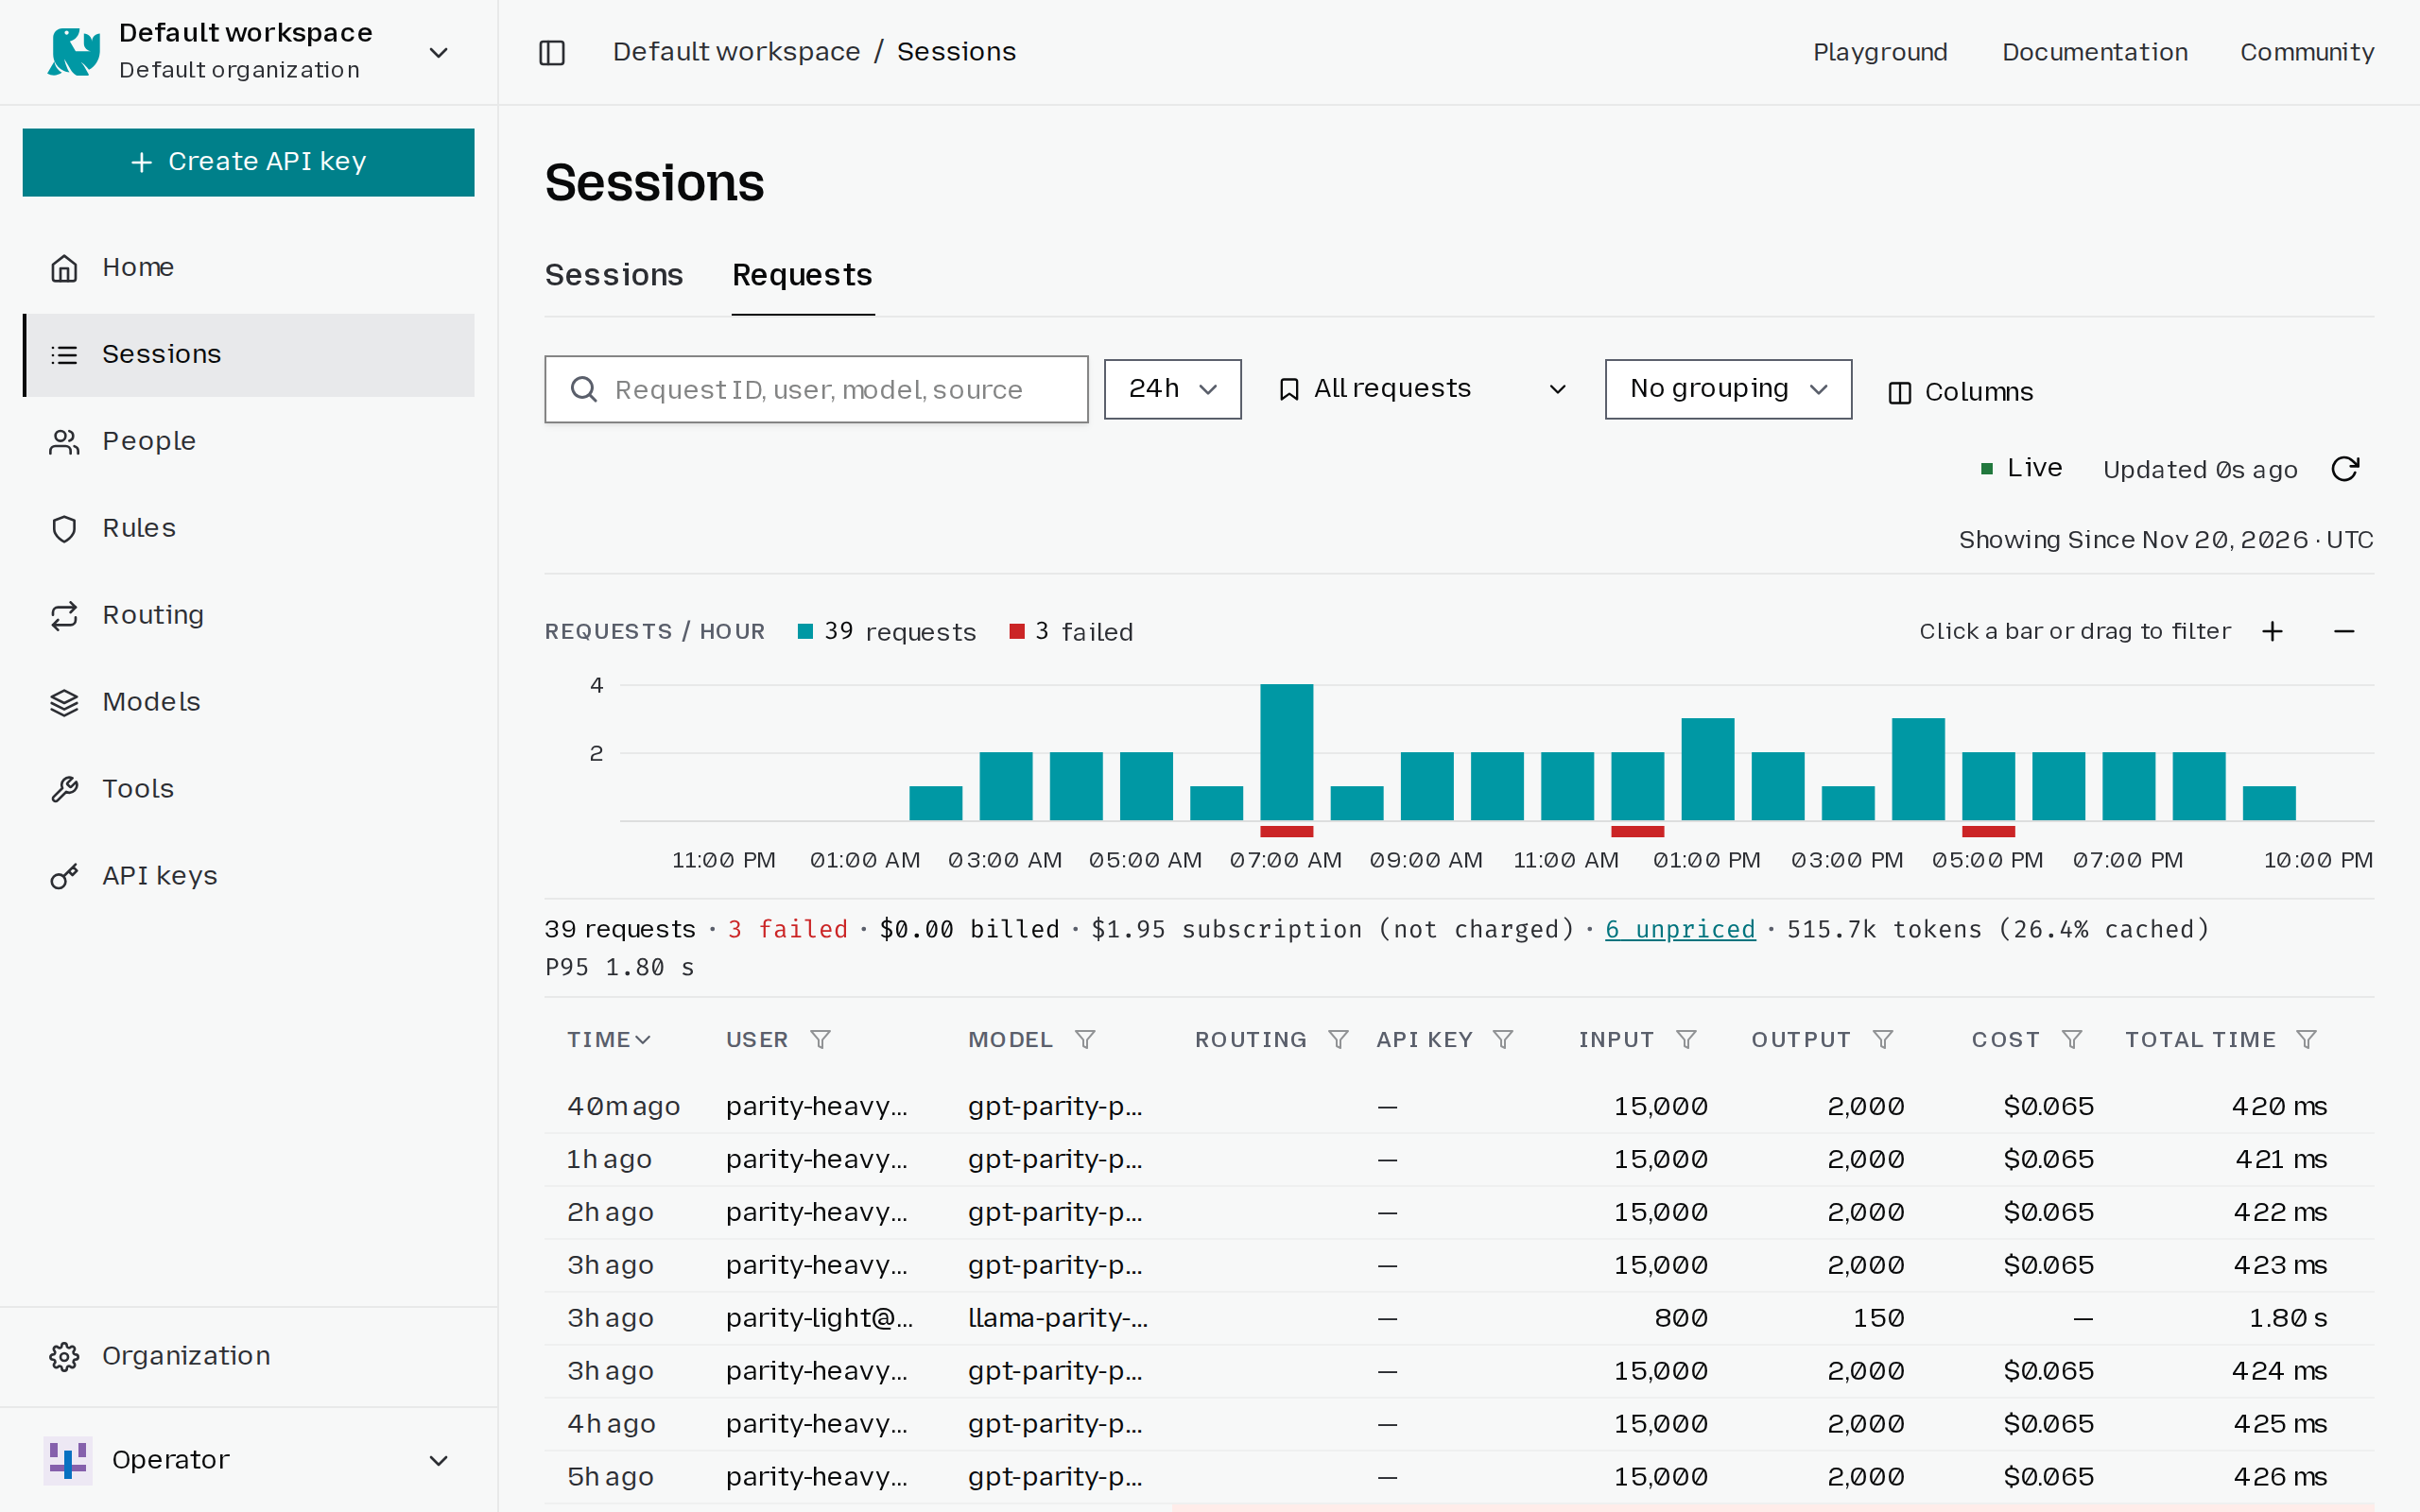 Default workspace
Default organization
Default workspace / Sessions
Playground
Documentation
Community
Create API key
Home
Sessions
People
Rules
Routing
Models
Tools
API keys
Organization
Operator
Sessions
Sessions
Requests
Request ID, user, model, source
24h
All requests
No grouping
Columns
Live
Updated 0s ago
Showing Since Nov 20, 2026 · UTC
REQUESTS / HOUR
39 requests
3 failed
Click a bar or drag to filter
4
2
11:00 PM 01:00 AM 03:00 AM 05:00 AM 07:00 AM 09:00 AM 11:00 AM 01:00 PM 03:00 PM 05:00 PM 07:00 PM 10:00 PM
39 requests · 3 failed · $0.00 billed · $1.95 subscription (not charged) · 6 unpriced · 515.7k tokens (26.4% cached)
P95 1.80 s
TIME USER MODEL ROUTING API KEY INPUT OUTPUT COST TOTAL TIME
40m ago parity-heavy... gpt-parity-p... — 15,000 2,000 $0.065 420 ms
1h ago parity-heavy... gpt-parity-p... — 15,000 2,000 $0.065 421 ms
2h ago parity-heavy... gpt-parity-p... — 15,000 2,000 $0.065 422 ms
3h ago parity-heavy... gpt-parity-p... — 15,000 2,000 $0.065 423 ms
3h ago parity-light@... llama-parity-... — 800 150 — 1.80 s
3h ago parity-heavy... gpt-parity-p... — 15,000 2,000 $0.065 424 ms
4h ago parity-heavy... gpt-parity-p... — 15,000 2,000 $0.065 425 ms
5h ago parity-heavy... gpt-parity-p... — 15,000 2,000 $0.065 426 ms